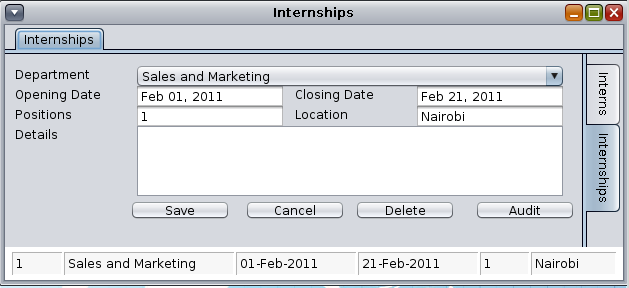 Internships
Internships
Department Sales and Marketing
Opening Date Feb 01, 2011 Closing Date Feb 21, 2011
Positions 1 Location Nairobi
Details
Save Cancel Delete Audit
Interns
Internships
1 Sales and Marketing 01-Feb-2011 21-Feb-2011 1 Nairobi